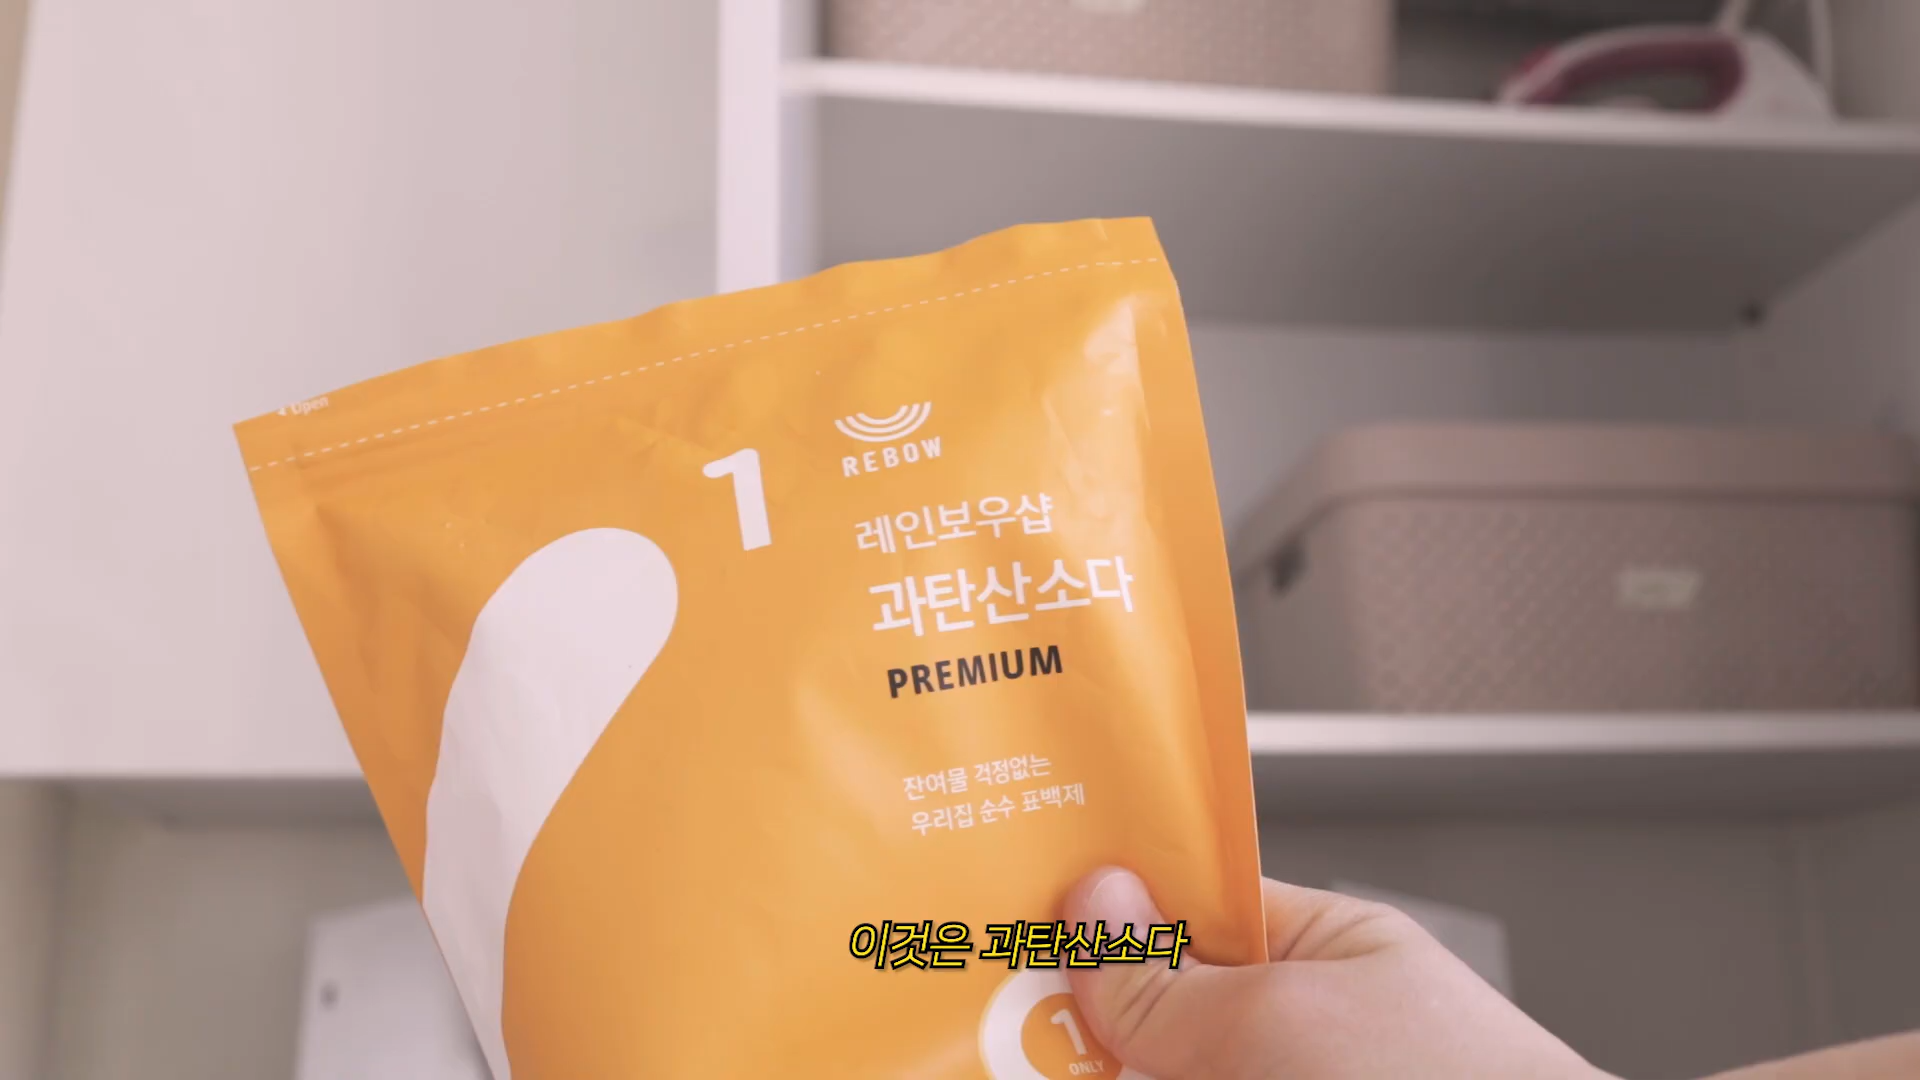 ◂ Open
1
REBOW
레인보우샵
과탄산소다
PREMIUM
잔여물 걱정없는
우리집 순수 표백제
이것은 과탄산소다
1
ONLY